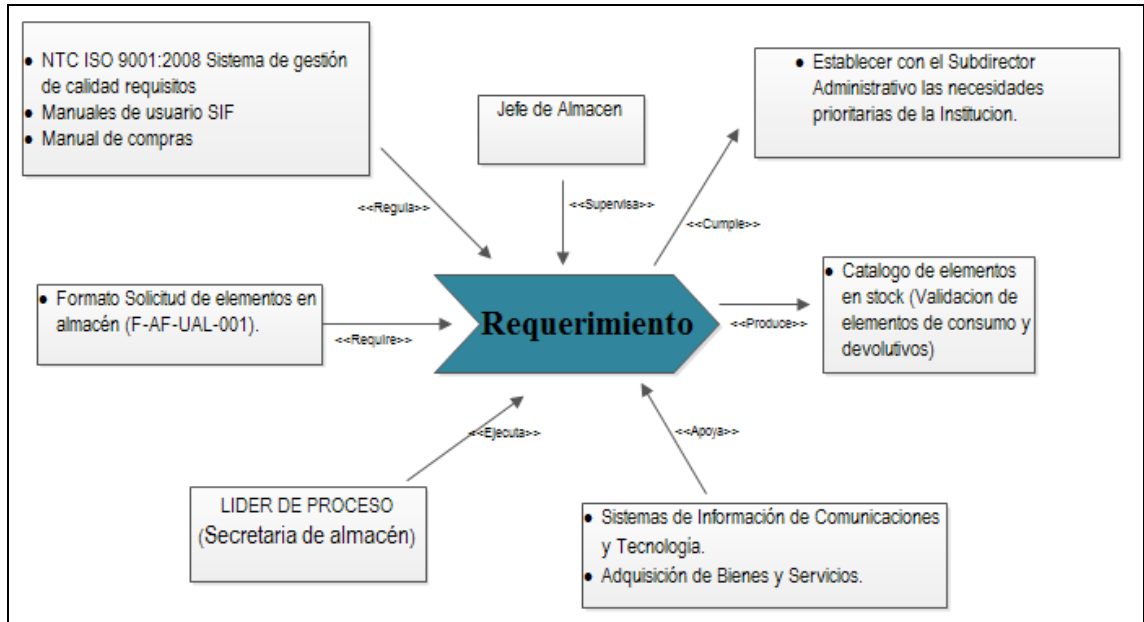 ● NTC ISO 9001:2008 Sistema de gestión
de calidad requisitos
● Manuales de usuario SIF
● Manual de compras
Jefe de Almacen
● Establecer con el Subdirector
Administrativo las necesidades
prioritarias de la Institucion.
<<Regula>>
<<Supervisa>>
<<Cumple>>
● Formato Solicitud de elementos en
almacén (F-AF-UAL-001).
<<Require>>
Requerimiento
<<Produce>>
● Catalogo de elementos
en stock (Validacion de
elementos de consumo y
devolutivos)
<<Ejecuta>>
<<Apoya>>
LIDER DE PROCESO
(Secretaria de almacén)
● Sistemas de Información de Comunicaciones
y Tecnología.
● Adquisición de Bienes y Servicios.